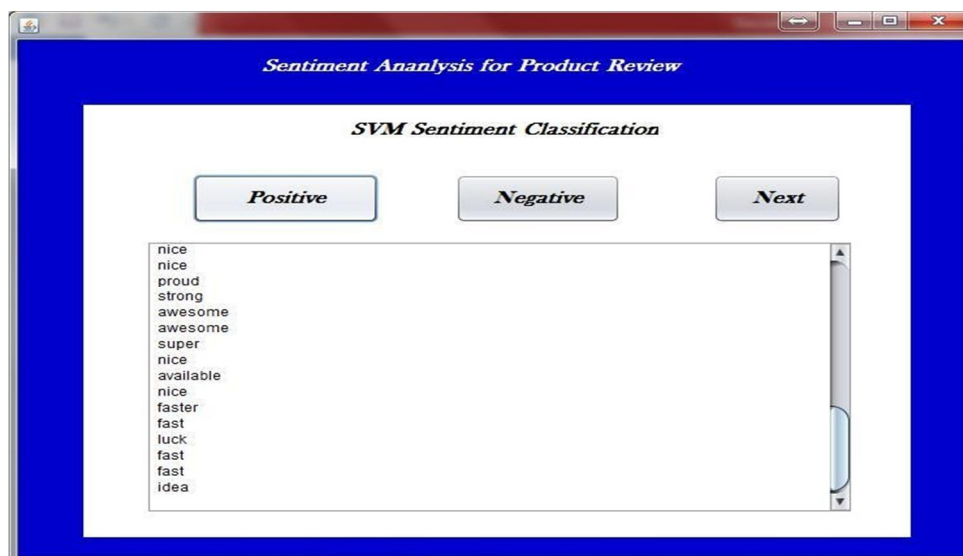 Sentiment Ananlysis for Product Review
SVM Sentiment Classification
Positive Negative Next
nice
nice
proud
strong
awesome
awesome
super
nice
available
nice
faster
fast
luck
fast
fast
idea